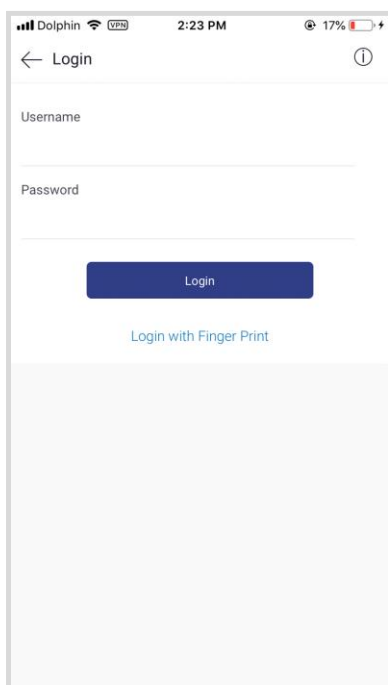 Dolphin VPN 2:23 PM 17%
Login
Username
Password
Login
Login with Finger Print